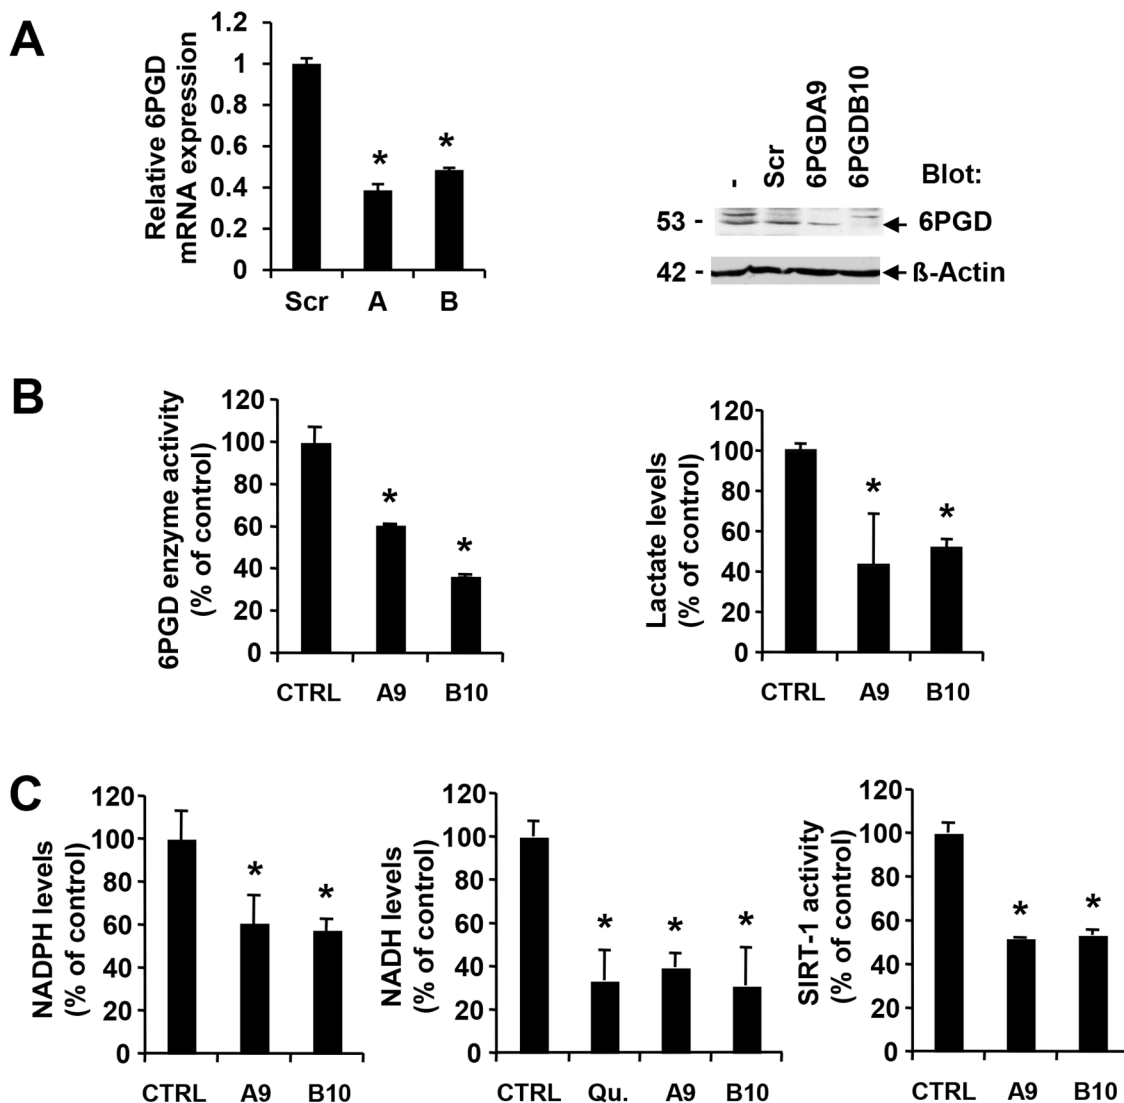 A
Relative 6PGD
mRNA expression
1.2
1
0.8
0.6
0.4
0.2
0
*
*
Scr
A
B
-
Scr
6PGDA9
6PGDB10
Blot:
53 -
6PGD
42 -
ß-Actin
B
6PGD enzyme activity
(% of control)
120
100
80
60
40
20
0
*
*
CTRL
A9
B10
Lactate levels
(% of control)
120
100
80
60
40
20
0
*
*
CTRL
A9
B10
C
NADPH levels
(% of control)
120
100
80
60
40
20
0
*
*
CTRL
A9
B10
NADH levels
(% of control)
120
100
80
60
40
20
0
*
*
*
CTRL
Qu.
A9
B10
SIRT-1 activity
(% of control)
120
100
80
60
40
20
0
*
*
CTRL
A9
B10